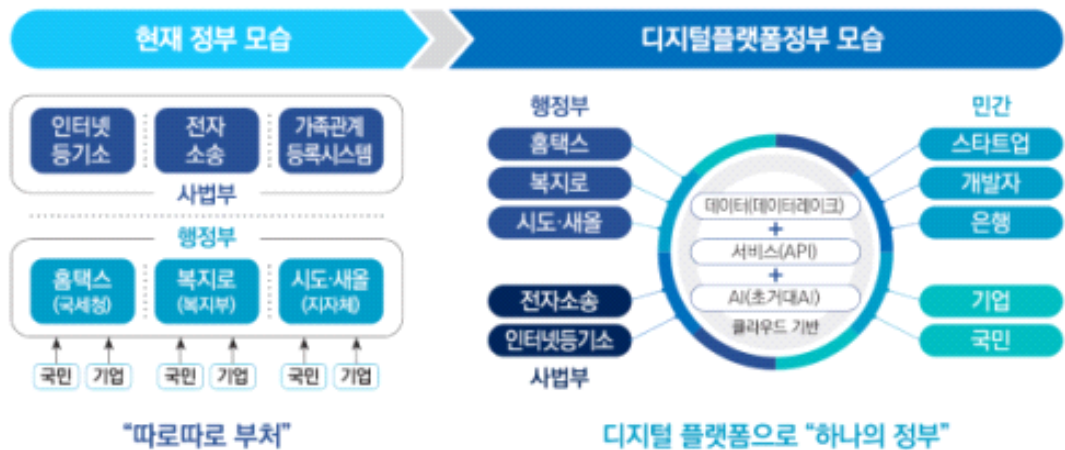 현재 정부 모습
인터넷
등기소
전자
소송
가족관계
등록시스템
사법부
행정부
홈택스
(국세청)
복지로
(복지부)
시도·새올
(지자체)
국민
기업
국민
기업
국민
기업
“따로따로 부처”
디지털플랫폼정부 모습
행정부
홈택스
복지로
시도·새올
전자소송
인터넷등기소
사법부
데이터(데이터레이크)
+
서비스(API)
+
AI(초거대AI)
클라우드 기반
민간
스타트업
개발자
은행
기업
국민
디지털 플랫폼으로 “하나의 정부”